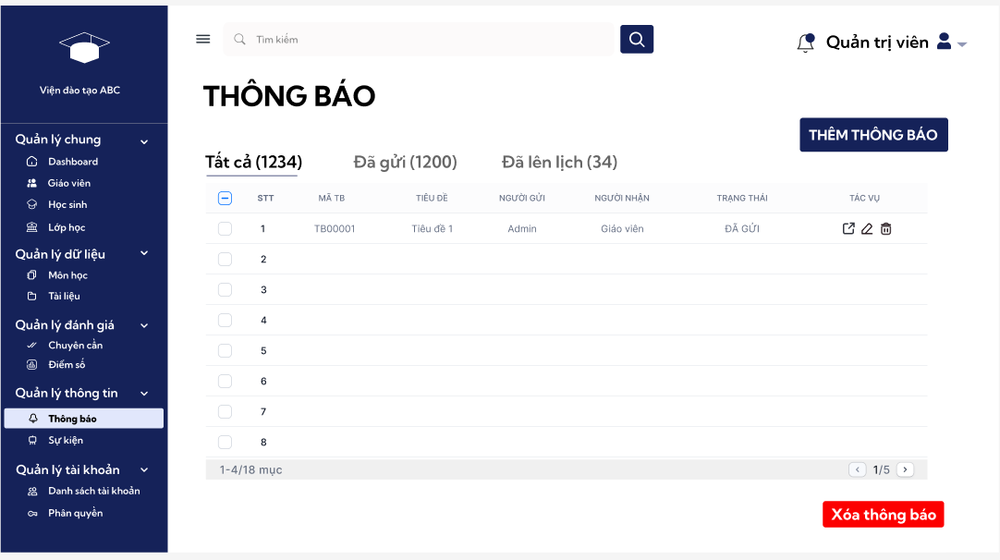 Viện đào tạo ABC
Quản lý chung
Dashboard
Giáo viên
Học sinh
Lớp học
Quản lý dữ liệu
Môn học
Tài liệu
Quản lý đánh giá
Chuyên cần
Điểm số
Quản lý thông tin
Thông báo
Sự kiện
Quản lý tài khoản
Danh sách tài khoản
Phân quyền
Tìm kiếm
Quản trị viên
THÔNG BÁO
THÊM THÔNG BÁO
Tất cả (1234) Đã gửi (1200) Đã lên lịch (34)
STT MÃ TB TIÊU ĐỀ NGƯỜI GỬI NGƯỜI NHẬN TRẠNG THÁI TÁC VỤ
1 TB00001 Tiêu đề 1 Admin Giáo viên ĐÃ GỬI
2
3
4
5
6
7
8
1-4/18 mục 1/5
Xóa thông báo